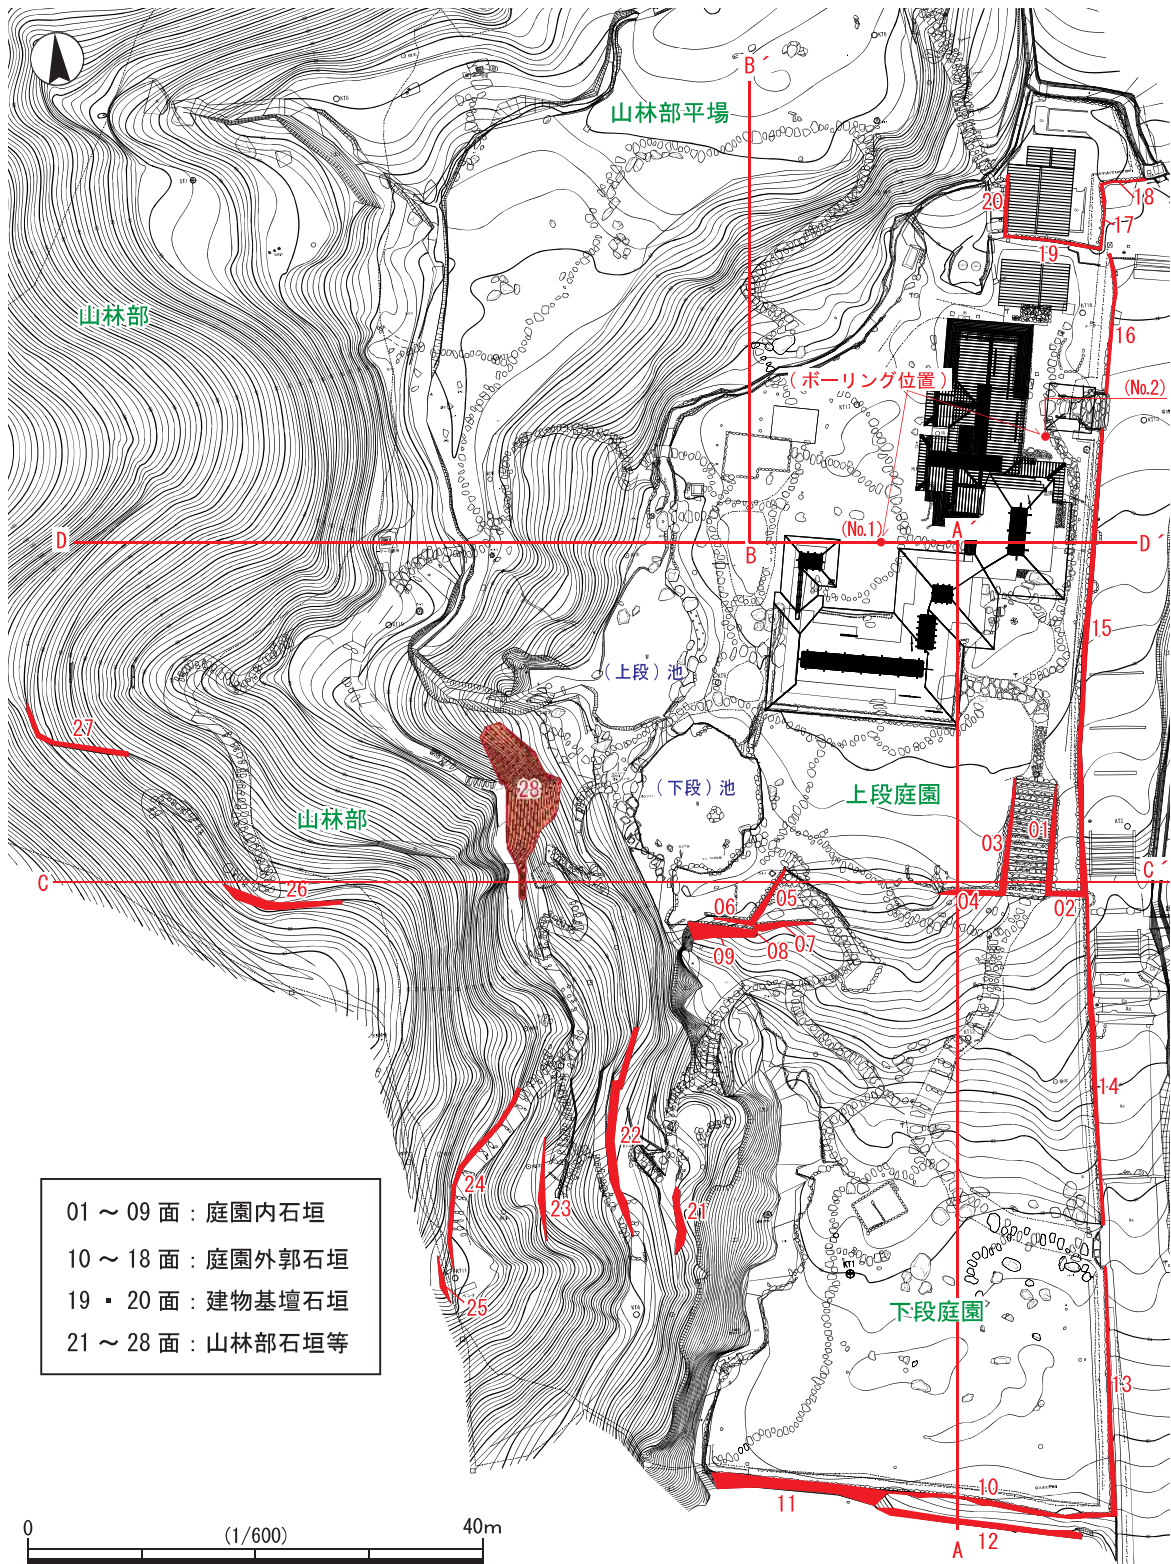 B´
山林部平場
20
18
17
19
山林部
16
(ボーリング位置)
(No.2)
D
(No.1)
A´
D´
B
15
(上段)池
27
28
(下段)池
上段庭園
山林部
03
01
C
C´
26
06
05
04
02
09
08
07
14
22
24
23
21
01 ～ 09 面 : 庭園内石垣
10 ～ 18 面 : 庭園外郭石垣
19 ・ 20 面 : 建物基壇石垣
21 ～ 28 面 : 山林部石垣等
25
KT1
下段庭園
13
10
11
12
A
0
(1/600)
40m